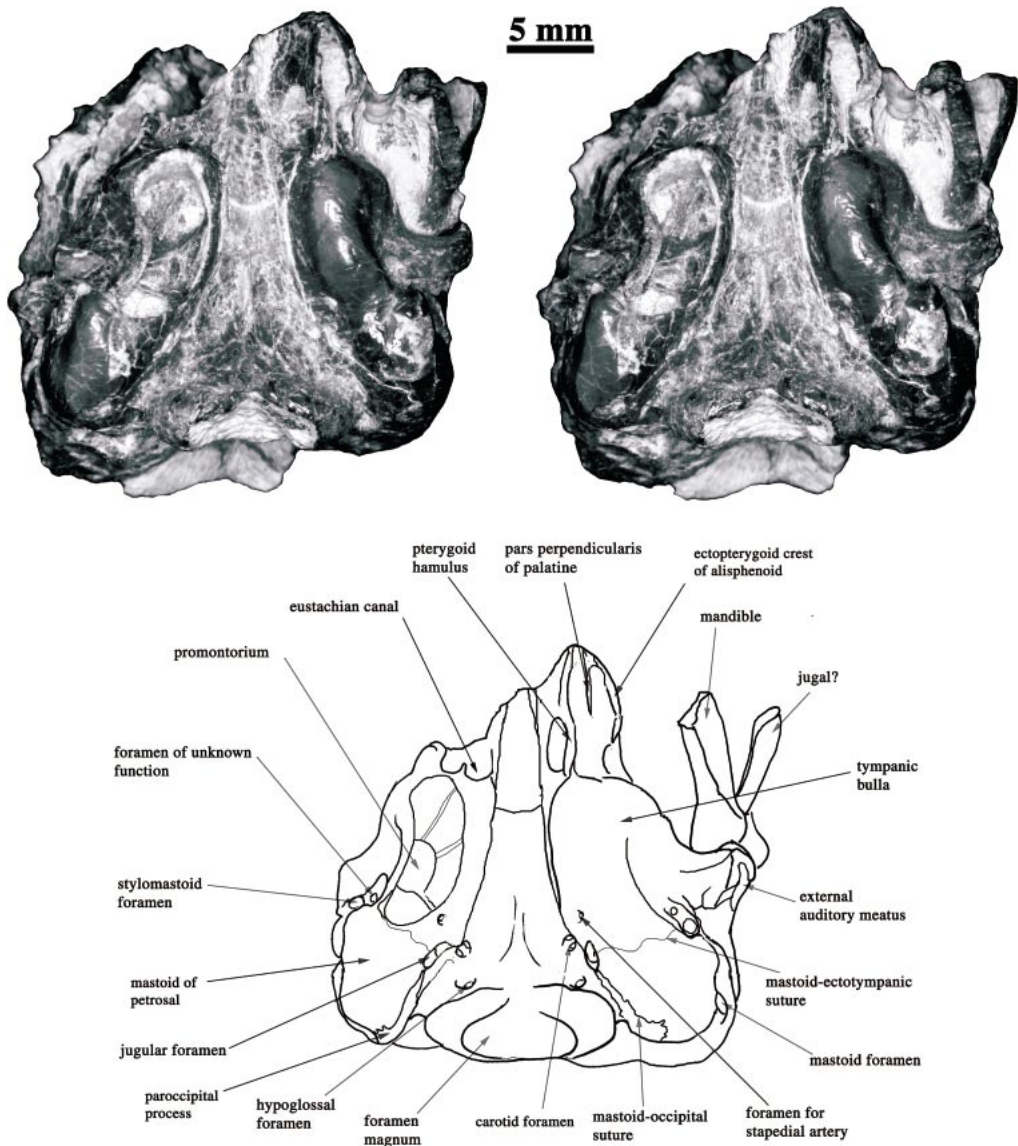 5 mm
pterygoid
hamulus
pars perpendicularis
of palatine
ectopterygoid crest
of alisphenoid
eustachian canal
mandible
promontorium
jugal?
foramen of unknown
function
tympanic
bulla
stylomastoid
foramen
external
auditory meatus
mastoid of
petrosal
mastoid-ectotympanic
suture
jugular foramen
mastoid foramen
paroccipital
process
hypoglossal
foramen
foramen
magnum
carotid foramen
mastoid-occipital
suture
foramen for
stapedial artery